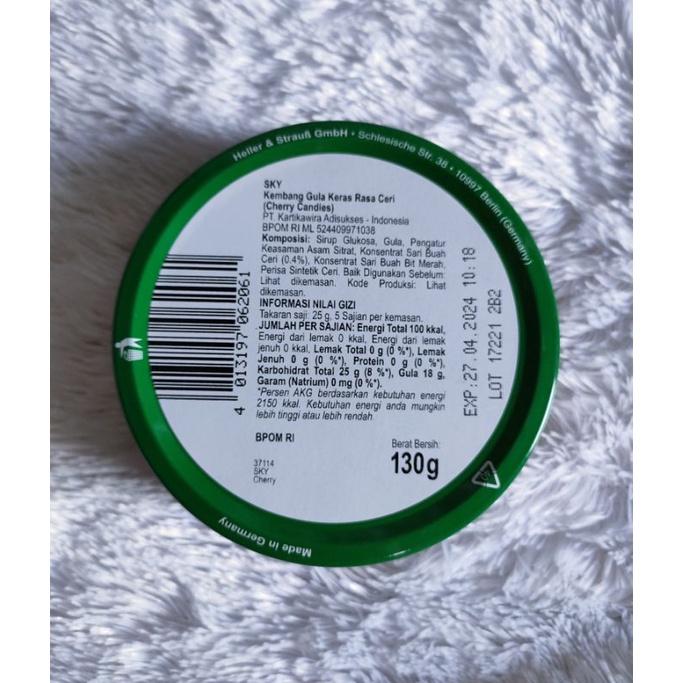 Heller & Strauß GmbH • Schlesische Str. 38 • 10997 Berlin (Germany)
SKY
Kembang Gula Keras Rasa Ceri
(Cherry Candies)
PT. Kartikawira Adisukses - Indonesia
BPOM RI ML 524409971038
Komposisi: Sirup Glukosa, Gula, Pengatur
Keasaman Asam Sitrat, Konsentrat Sari Buah
Ceri (0.4%), Konsentrat Sari Buah Bit Merah,
Perisa Sintetik Ceri. Baik Digunakan Sebelum:
Lihat dikemasan. Kode Produksi: Lihat
dikemasan.
INFORMASI NILAI GIZI
Takaran saji: 25 g, 5 Sajian per kemasan.
JUMLAH PER SAJIAN: Energi Total 100 kkal,
Energi dari lemak 0 kkal, Energi dari lemak
jenuh 0 kkal, Lemak Total 0 g (0 %*), Lemak
Jenuh 0 g (0 %*), Protein 0 g (0 %*),
Karbohidrat Total 25 g (8 %*), Gula 18 g,
Garam (Natrium) 0 mg (0 %*).
*Persen AKG berdasarkan kebutuhan energi
2150 kkal. Kebutuhan energi anda mungkin
lebih tinggi atau lebih rendah.
BPOM RI
Berat Bersih:
130g
37114
SKY
Cherry
4 013197 062061
EXP:27.04.2024 10:18
LOT 17221 2B2
Made in Germany